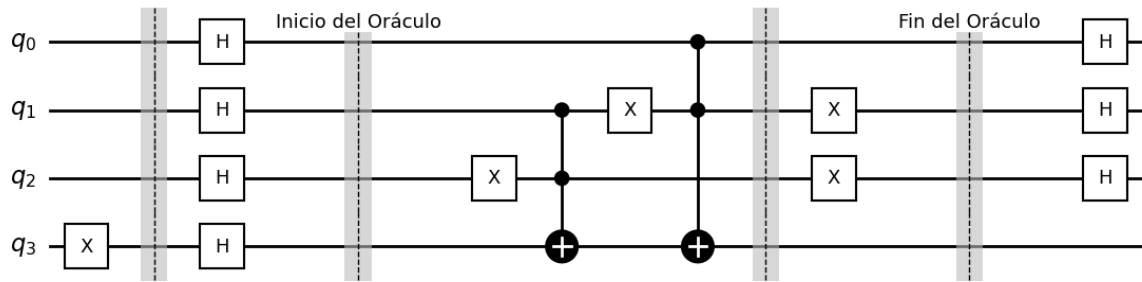 Inicio del Oráculo Fin del Oráculo
q0 H H
q1 H X X H
q2 H X X H
q3 X H